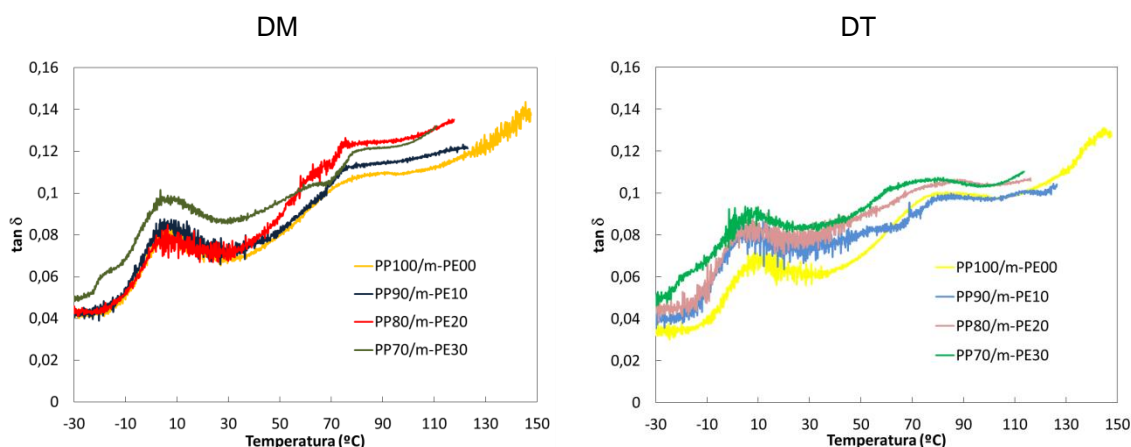 DM
DT
tan δ
0,16
0,14
0,12
0,1
0,08
0,06
0,04
0,02
0
-30
-10
10
30
50
70
90
110
130
150
Temperatura (ºC)
PP100/m-PE00
PP90/m-PE10
PP80/m-PE20
PP70/m-PE30
tan δ
0,16
0,14
0,12
0,1
0,08
0,06
0,04
0,02
0
-30
-10
10
30
50
70
90
110
130
150
Temperatura (ºC)
PP100/m-PE00
PP90/m-PE10
PP80/m-PE20
PP70/m-PE30